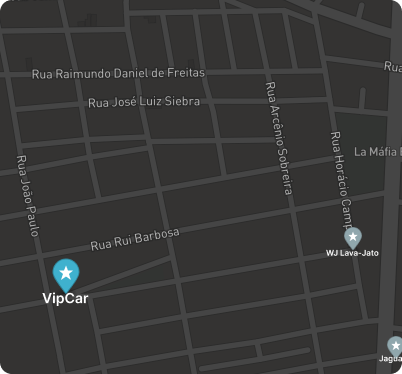 Rua Raimundo Daniel de Freitas
Rua
Rua José Luiz Siebra
Rua Arcênio Sobreira
Rua Horácio Camp
La Máfia
Rua João Paulo
Rua Rui Barbosa
WJ Lava-Jato
VipCar
Jagua